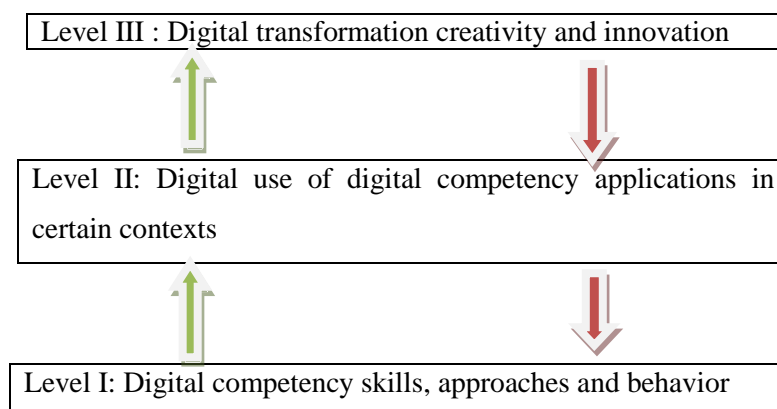 Level III : Digital transformation creativity and innovation
Level II: Digital use of digital competency applications in
certain contexts
Level I: Digital competency skills, approaches and behavior